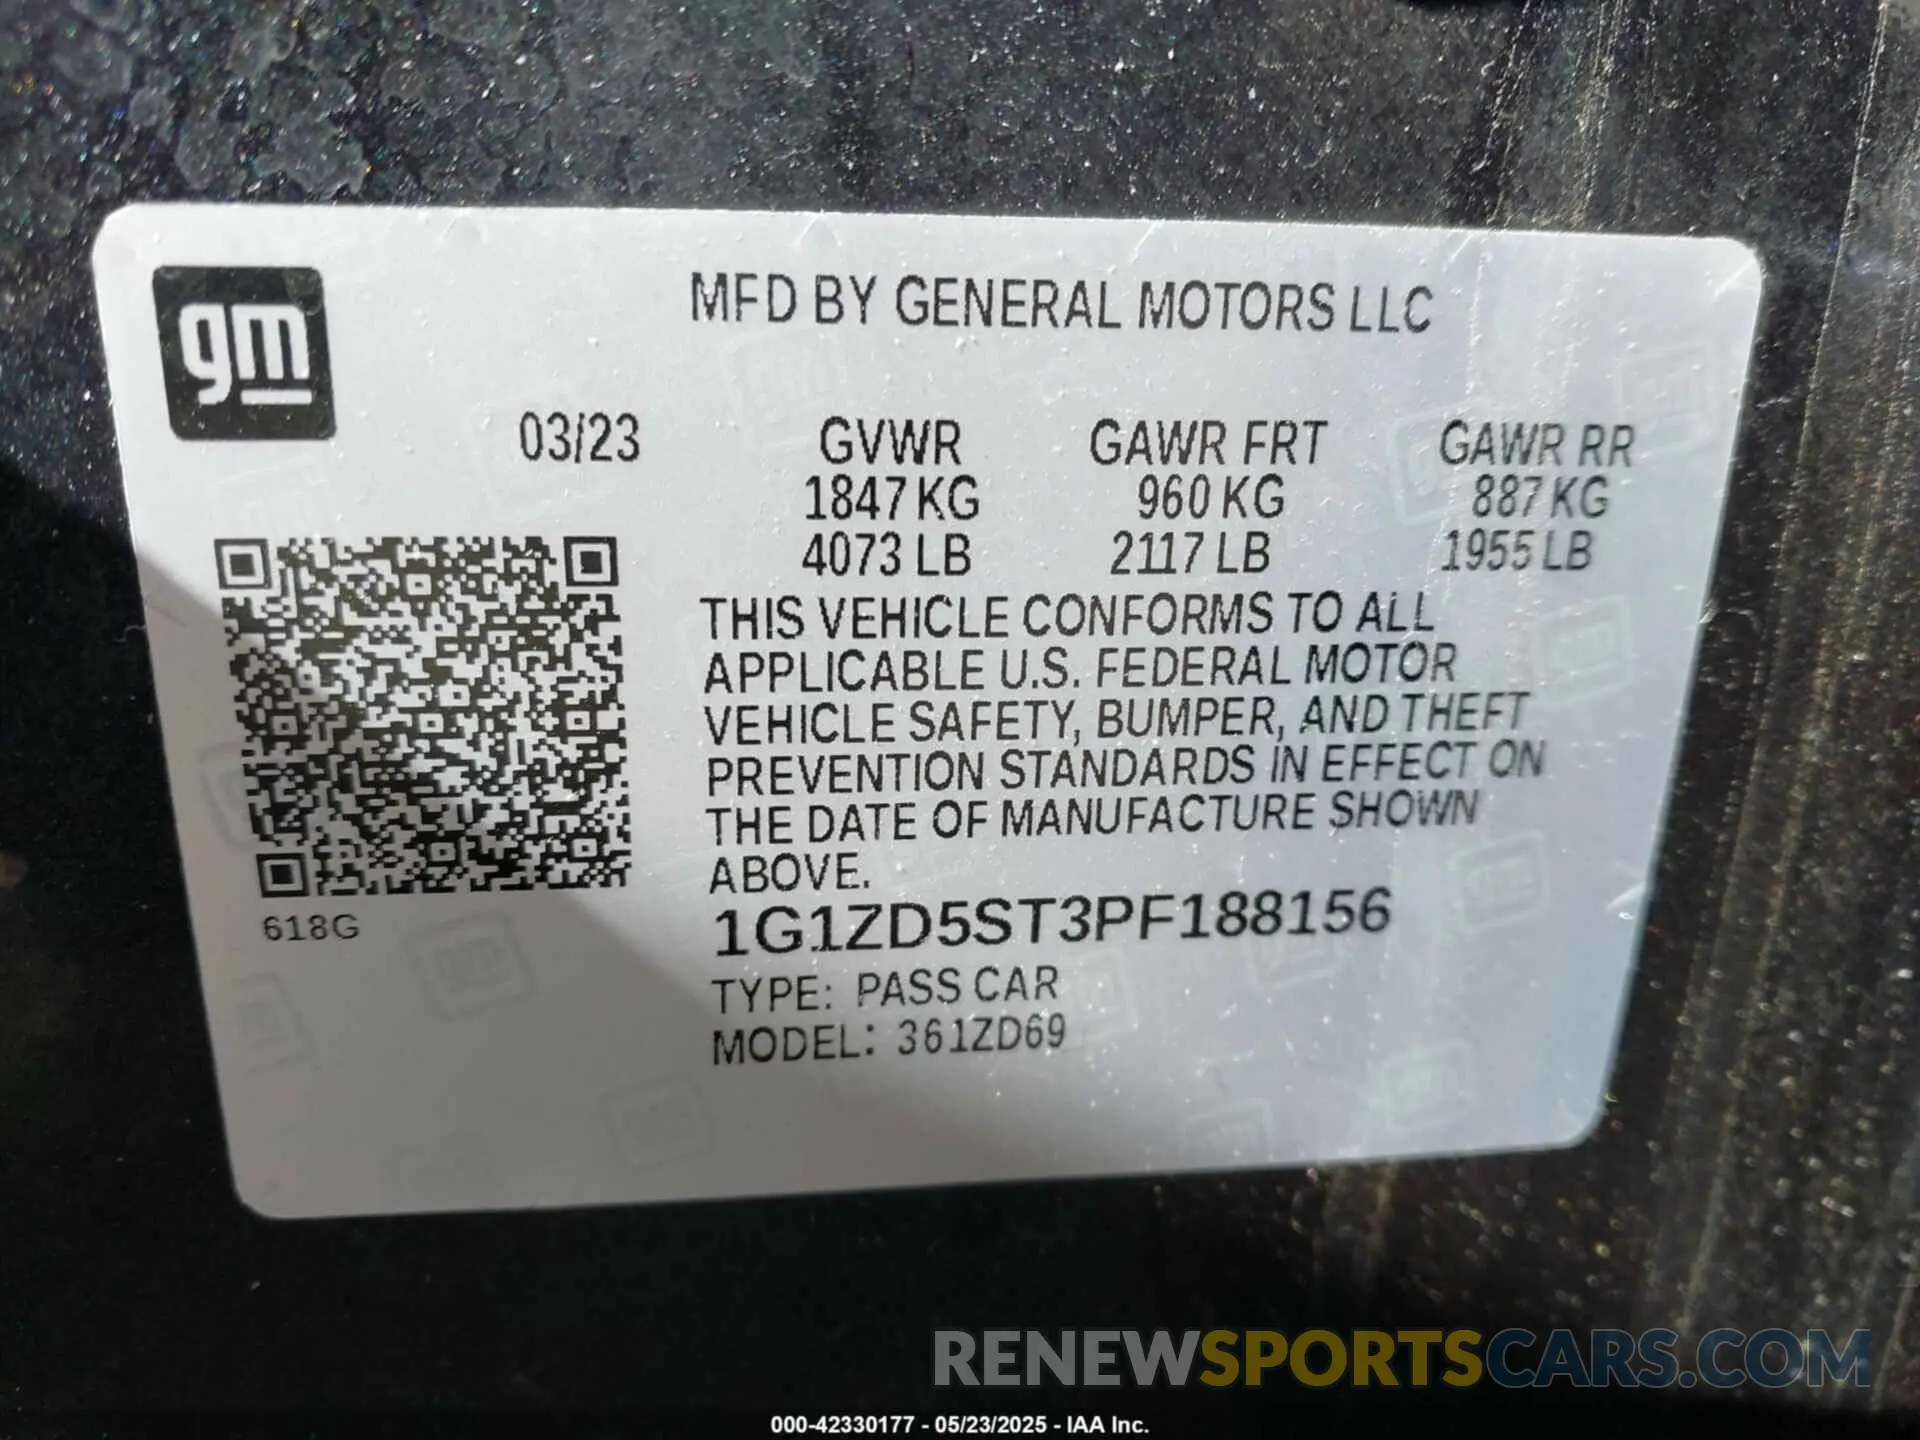 gm
MFD BY GENERAL MOTORS LLC
03/23 GVWR GAWR FRT GAWR RR
1847 KG 960 KG 887 KG
4073 LB 2117 LB 1955 LB
THIS VEHICLE CONFORMS TO ALL
APPLICABLE U.S. FEDERAL MOTOR
VEHICLE SAFETY, BUMPER, AND THEFT
PREVENTION STANDARDS IN EFFECT ON
THE DATE OF MANUFACTURE SHOWN
ABOVE.
618G
1G1ZD5ST3PF188156
TYPE: PASS CAR
MODEL: 361ZD69
RENEWSPORTSCARS.COM
000-42330177 - 05/23/2025 - IAA Inc.